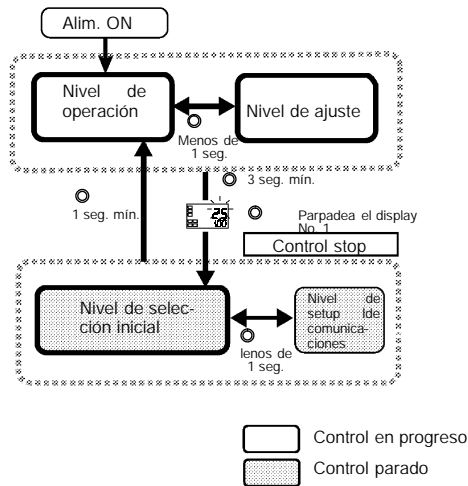 Alim. ON
Nivel de
operación
Nivel de ajuste
Menos de
1 seg.
3 seg. mín.
1 seg. mín.
25
100
Parpadea el display
No. 1
Control stop
Nivel de selec-
ción inicial
Nivel de
setup lde
comunica-
ciones
lenos de
1 seg.
Control en progreso
Control parado